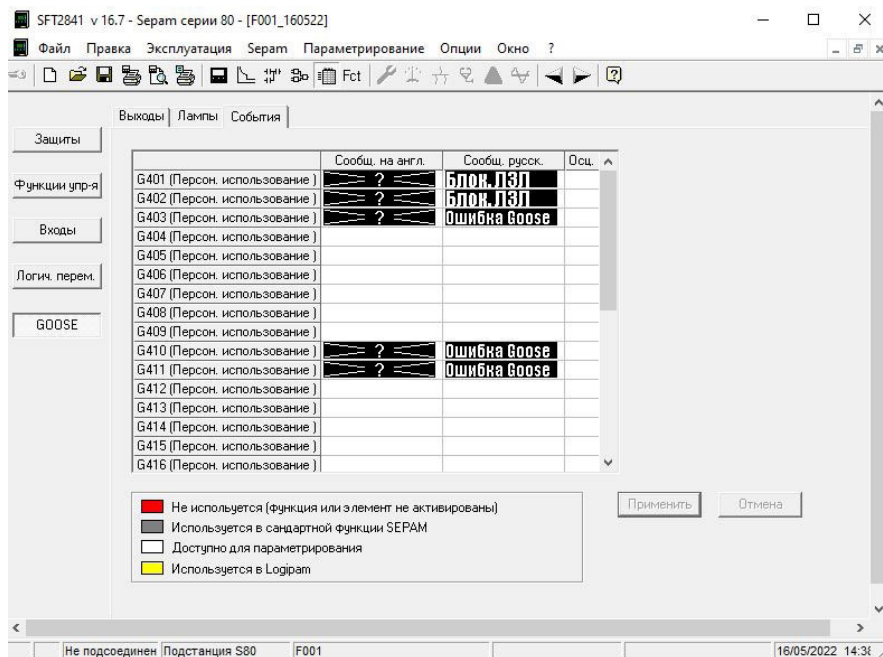 SFT2841 v 16.7 - Sepam серии 80 - [F001_160522]
Файл Правка Эксплуатация Sepam Параметрирование Опции Окно ?
Fct
Выходы Лампы События
Защиты
Функции упр-я
Входы
Логич. перем.
GOOSE
Сообщ. на англ. Сообщ. русск. Осц.
G401 (Персон. использование ) ? Блок.ЛЗЛ
G402 (Персон. использование ) ? Блок.ЛЗЛ
G403 (Персон. использование ) ? Ошибка Goose
G404 (Персон. использование )
G405 (Персон. использование )
G406 (Персон. использование )
G407 (Персон. использование )
G408 (Персон. использование )
G409 (Персон. использование )
G410 (Персон. использование ) ? Ошибка Goose
G411 (Персон. использование ) ? Ошибка Goose
G412 (Персон. использование )
G413 (Персон. использование )
G414 (Персон. использование )
G415 (Персон. использование )
G416 (Персон. использование )
Не испольуется (функция или элемент не активированы)
Используется в сандартной функции SEPAM
Доступно для параметрирования
Используется в Logipam
Применить Отмена
Не подсоединен Подстанция S80 F001 16/05/2022 14:38